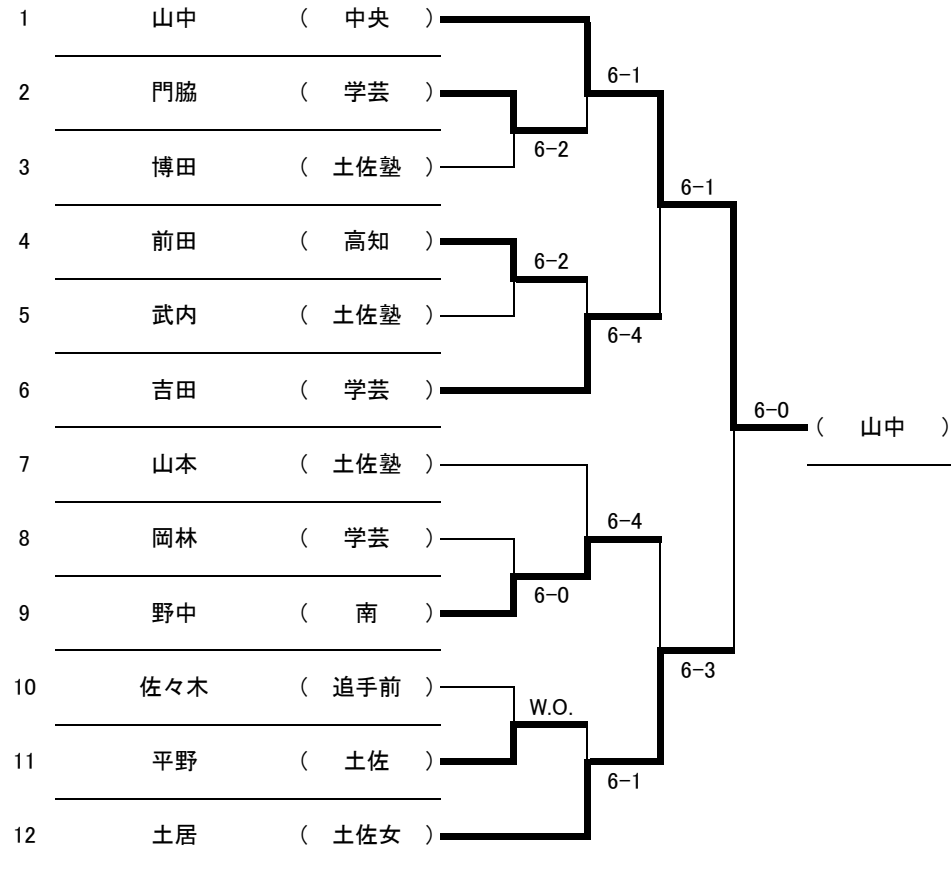 1 山中 ( 中央 )
6-1
2 門脇 ( 学芸 )
6-2
3 博田 ( 土佐塾 )
6-1
4 前田 ( 高知 )
6-2
5 武内 ( 土佐塾 )
6-4
6 吉田 ( 学芸 )
6-0 ( 山中 )
7 山本 ( 土佐塾 )
6-4
8 岡林 ( 学芸 )
6-0
9 野中 ( 南 )
6-3
10 佐々木 ( 追手前 )
W.O.
11 平野 ( 土佐 )
6-1
12 土居 ( 土佐女 )